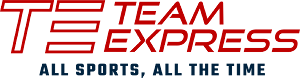 TE TEAM
EXPRESS
ALL SPORTS, ALL THE TIME